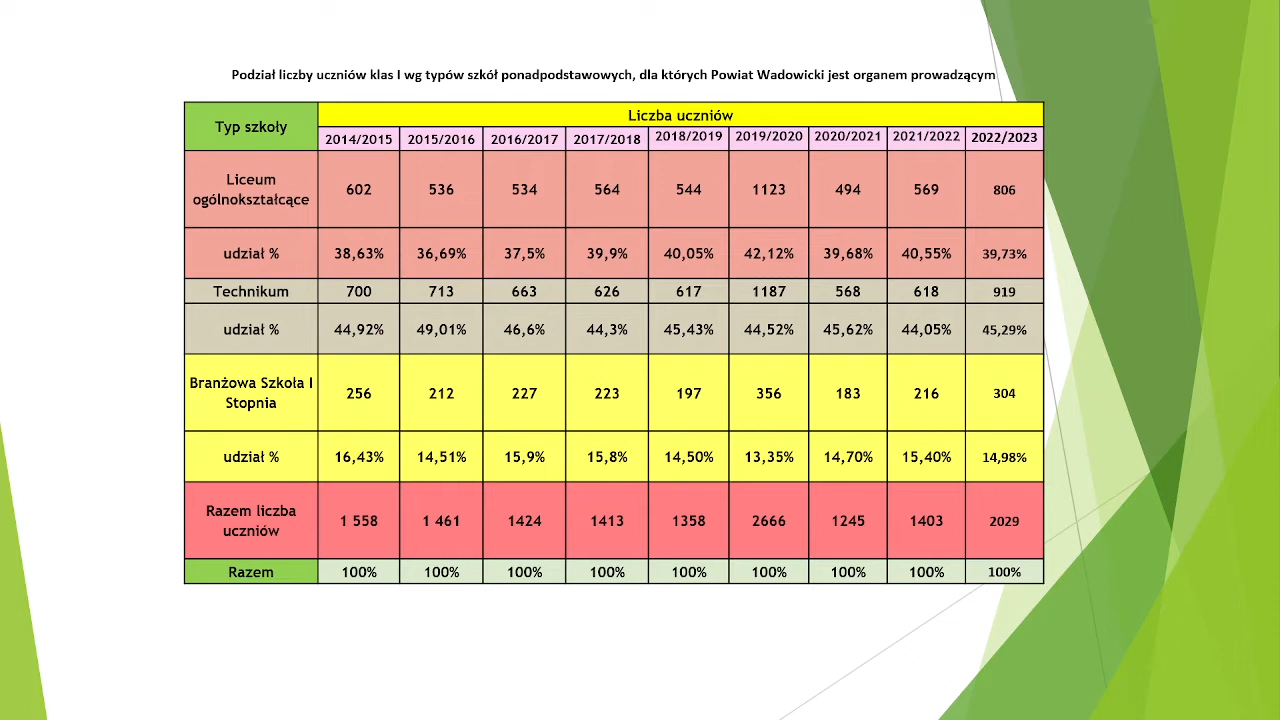 Podział liczby uczniów klas I wg typów szkół ponadpodstawowych, dla których Powiat Wadowicki jest organem prowadzącym
Typ szkoły
Liczba uczniów
2014/2015 2015/2016 2016/2017 2017/2018 2018/2019 2019/2020 2020/2021 2021/2022 2022/2023
Liceum
ogólnokształcące
602 536 534 564 544 1123 494 569 806
udział % 38,63% 36,69% 37,5% 39,9% 40,05% 42,12% 39,68% 40,55% 39,73%
Technikum 700 713 663 626 617 1187 568 618 919
udział % 44,92% 49,01% 46,6% 44,3% 45,43% 44,52% 45,62% 44,05% 45,29%
Branżowa Szkoła I
Stopnia
256 212 227 223 197 356 183 216 304
udział % 16,43% 14,51% 15,9% 15,8% 14,50% 13,35% 14,70% 15,40% 14,98%
Razem liczba
uczniów
1 558 1 461 1424 1413 1358 2666 1245 1403 2029
Razem 100% 100% 100% 100% 100% 100% 100% 100% 100%